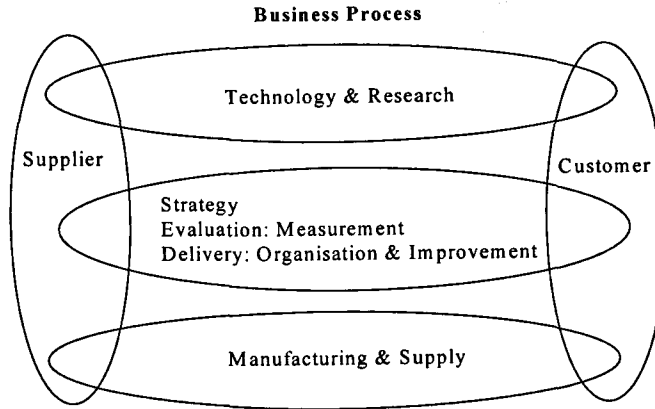 Business Process
Technology & Research
Supplier
Customer
Strategy
Evaluation: Measurement
Delivery: Organisation & Improvement
Manufacturing & Supply